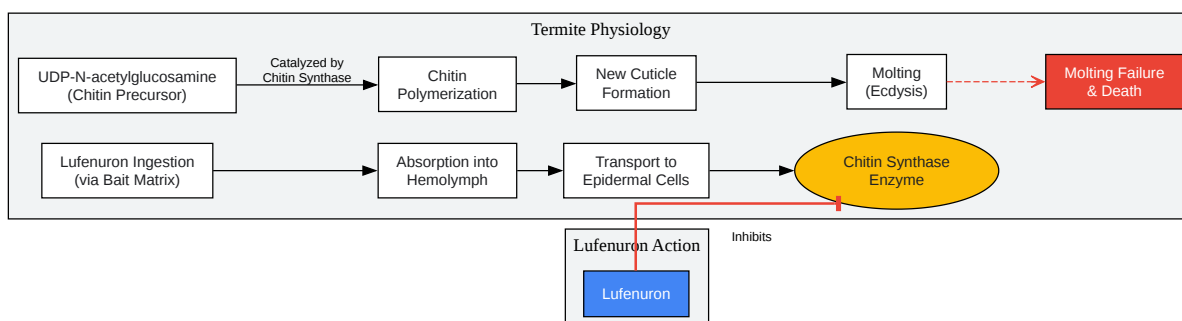 Termite Physiology
UDP-N-acetylglucosamine
(Chitin Precursor)
Catalyzed by
Chitin Synthase
Chitin
Polymerization
New Cuticle
Formation
Molting
(Ecdysis)
Molting Failure
& Death
Lufenuron Ingestion
(via Bait Matrix)
Absorption into
Hemolymph
Transport to
Epidermal Cells
Chitin Synthase
Enzyme
Inhibits
Lufenuron Action
Lufenuron